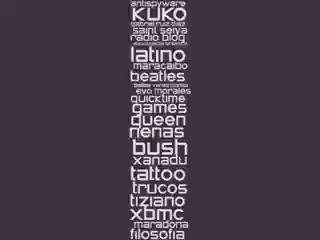 antispyware
KUKO
gabriel ruiz diaz
saint seiya
radio blog
latino
maracaibo
beatles
evo morales
quicktime
games
queen
nenas
bush
xanadu
tattoo
trucos
tiziano
xbmc
maradona
filosofia